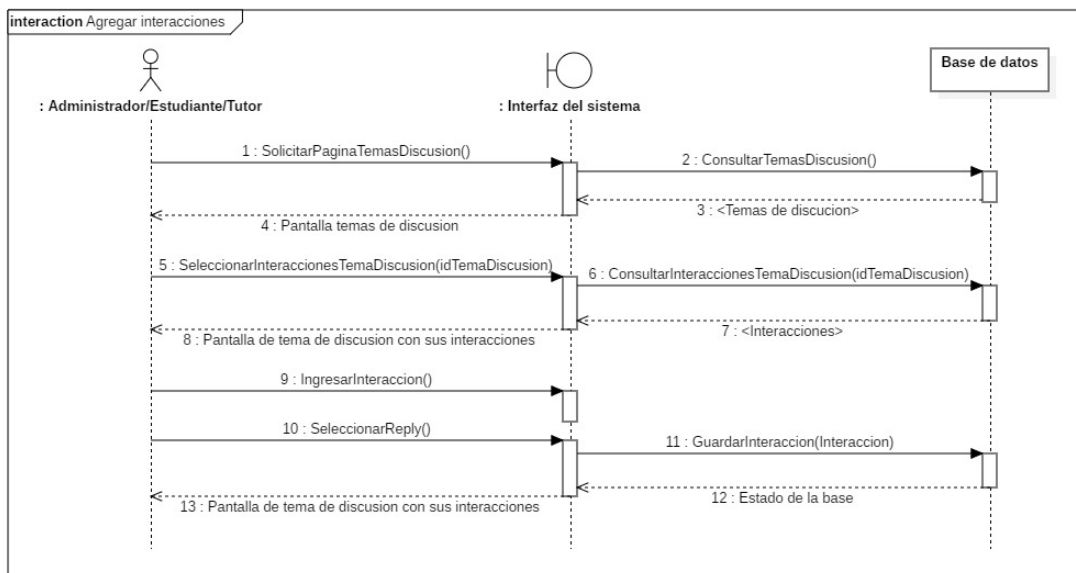 interaction Agregar interacciones
: Administrador/Estudiante/Tutor
: Interfaz del sistema
Base de datos
1 : SolicitarPaginaTemasDiscusion()
2 : ConsultarTemasDiscusion()
3 : <Temas de discucion>
4 : Pantalla temas de discusion
5 : SeleccionarInteraccionesTemaDiscusion(idTemaDiscusion)
6 : ConsultarInteraccionesTemaDiscusion(idTemaDiscusion)
7 : <Interacciones>
8 : Pantalla de tema de discusion con sus interacciones
9 : IngresarInteraccion()
10 : SeleccionarReply()
11 : GuardarInteraccion(Interaccion)
12 : Estado de la base
13 : Pantalla de tema de discusion con sus interacciones